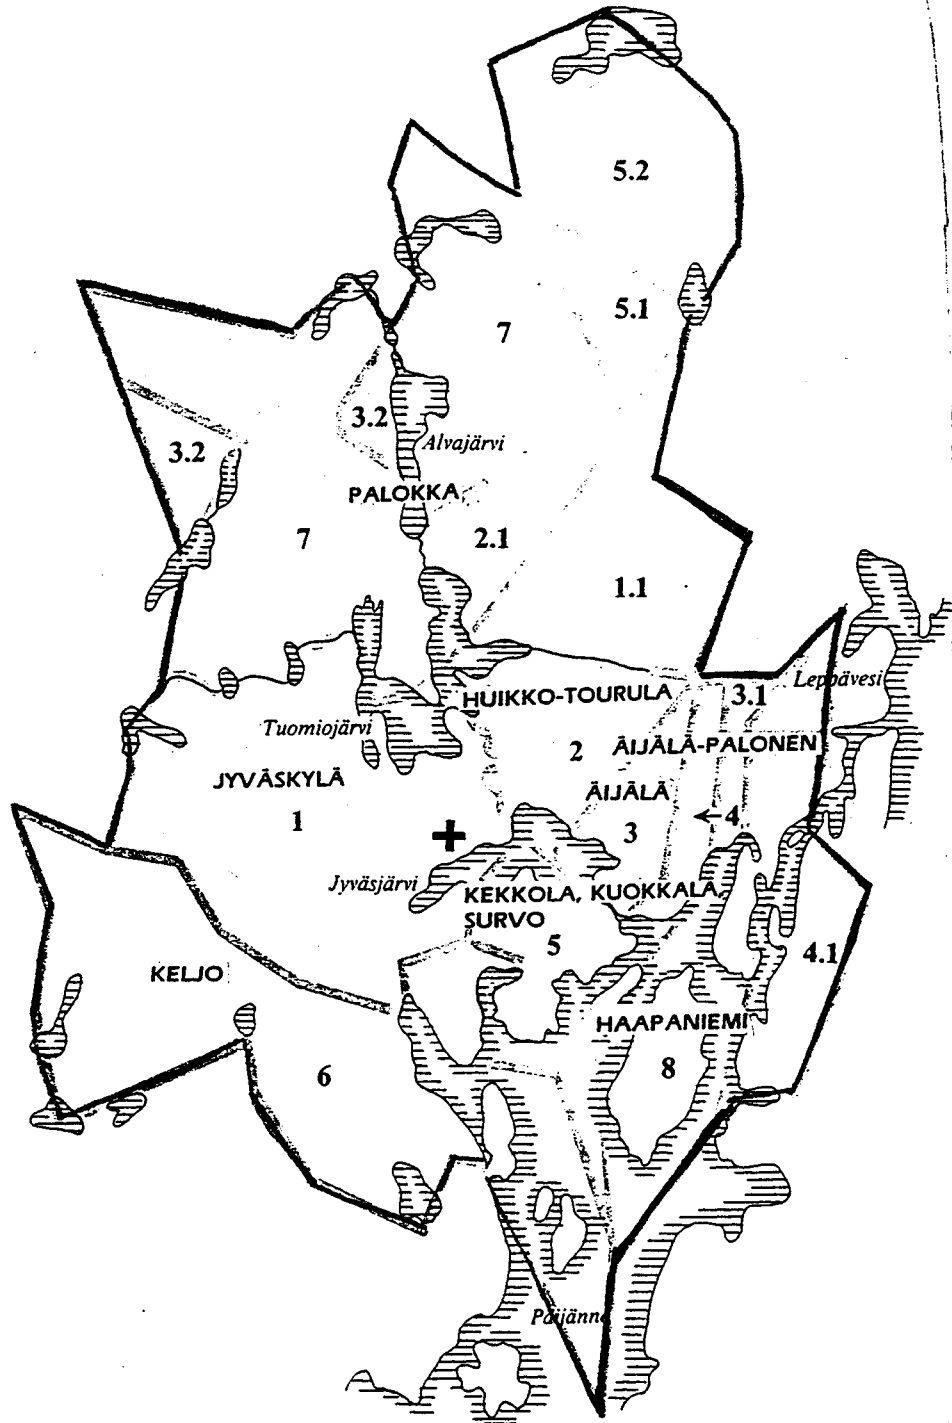 5.2
5.1
7
3.2
3.2
Alvajärvi
PALOKKA
7
2.1
1.1
HUIKKO-TOURULA
3.1
Leppävesi
Tuomiojärvi
2
ÄIJÄLÄ-PALONEN
JYVÄSKYLÄ
ÄIJÄLÄ
1
3
←4
Jyväsjärvi
KEKKOLA, KUOKKALA,
SURVO
5
4.1
KELJO
HAAPANIEMI
6
8
Päijänne